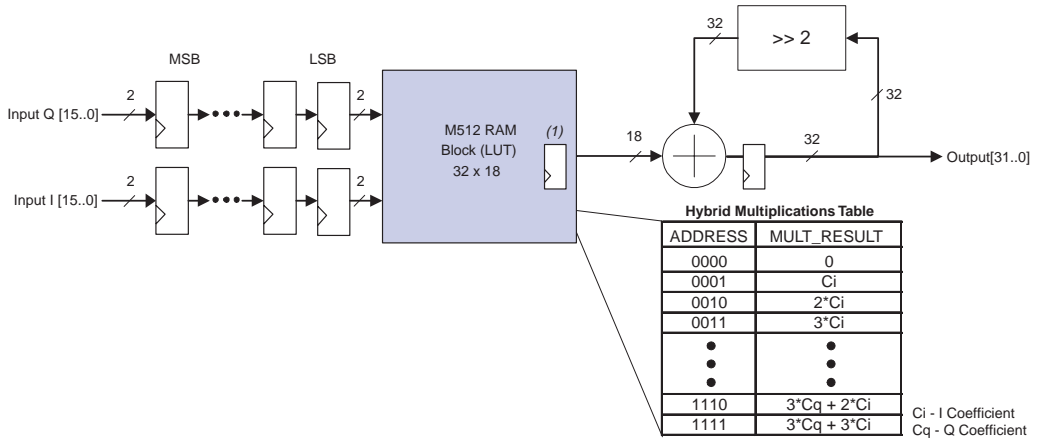 32
>> 2
MSB
LSB
32
2
2
Input Q [15..0]
M512 RAM
Block (LUT)
32 x 18
(1)
18
32
Output[31..0]
2
2
Input I [15..0]
Hybrid Multiplications Table
ADDRESS MULT_RESULT
0000 0
0001 Ci
0010 2*Ci
0011 3*Ci
1110 3*Cq + 2*Ci
1111 3*Cq + 3*Ci
Ci - I Coefficient
Cq - Q Coefficient